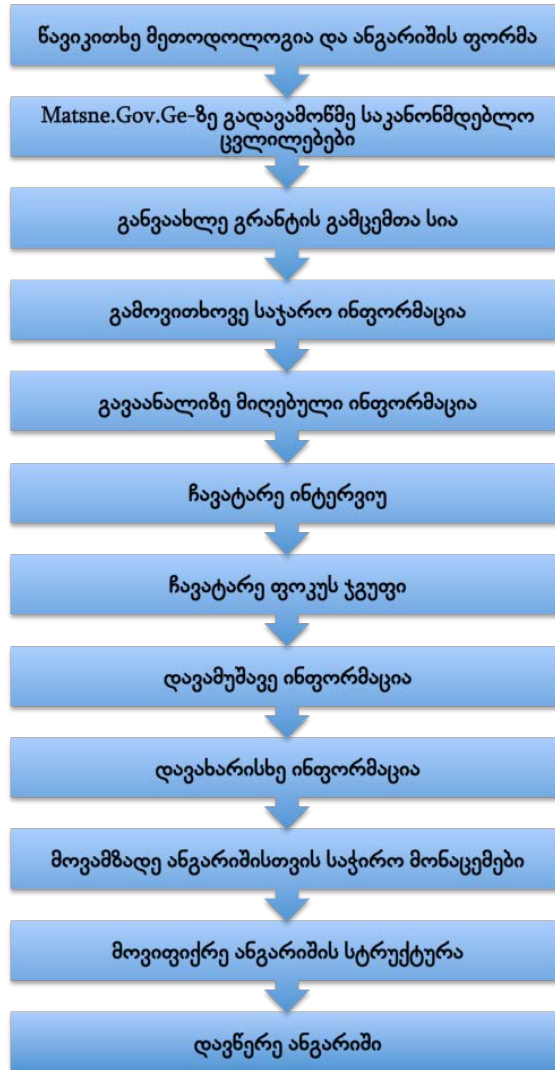 წავიკითხე მეთოდოლოგია და ანგარიშის ფორმა
Matsne.Gov.Ge-ზე გადავამოწმე საკანონმდებლო
ცვლილებები
განვაახლე გრანტის გამცემთა სია
გამოვითხოვე საჯარო ინფორმაცია
გავაანალიზე მიღებული ინფორმაცია
ჩავატარე ინტერვიუ
ჩავატარე ფოკუს ჯგუფი
დავამუშავე ინფორმაცია
დავახარისხე ინფორმაცია
მოვამზადე ანგარიშისთვის საჭირო მონაცემები
მოვიფიქრე ანგარიშის სტრუქტურა
დავწერე ანგარიში